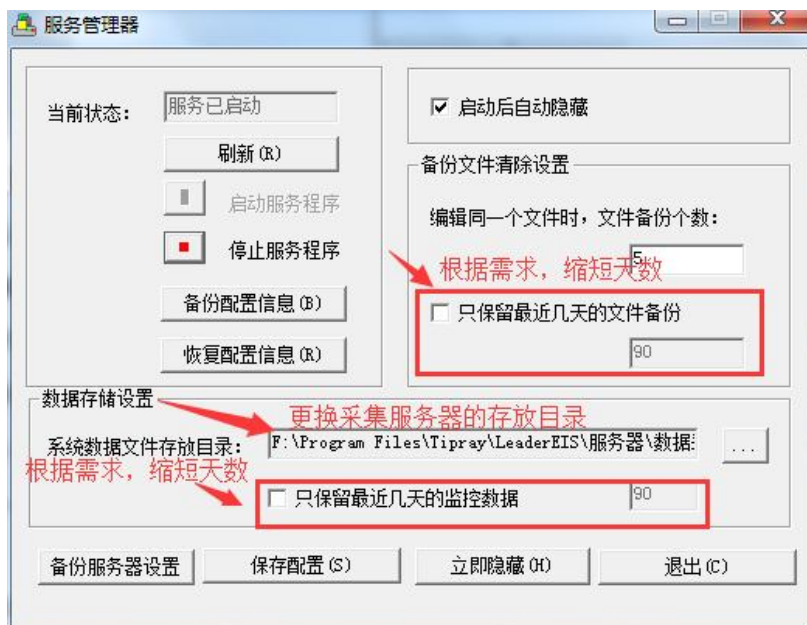 服务管理器
当前状态：
服务已启动
刷新(R)
启动服务程序
停止服务程序
备份配置信息(B)
恢复配置信息(R)
启动后自动隐藏
备份文件清除设置
编辑同一个文件时，文件备份个数：
5
根据需求，缩短天数
只保留最近几天的文件备份
90
数据存储设置
更换采集服务器的存放目录
系统数据文件存放目录：
F:\Program Files\Tipray\LeaderEIS\服务器\数据
...
根据需求，缩短天数
只保留最近几天的监控数据
90
备份服务器设置
保存配置(S)
立即隐藏(H)
退出(C)